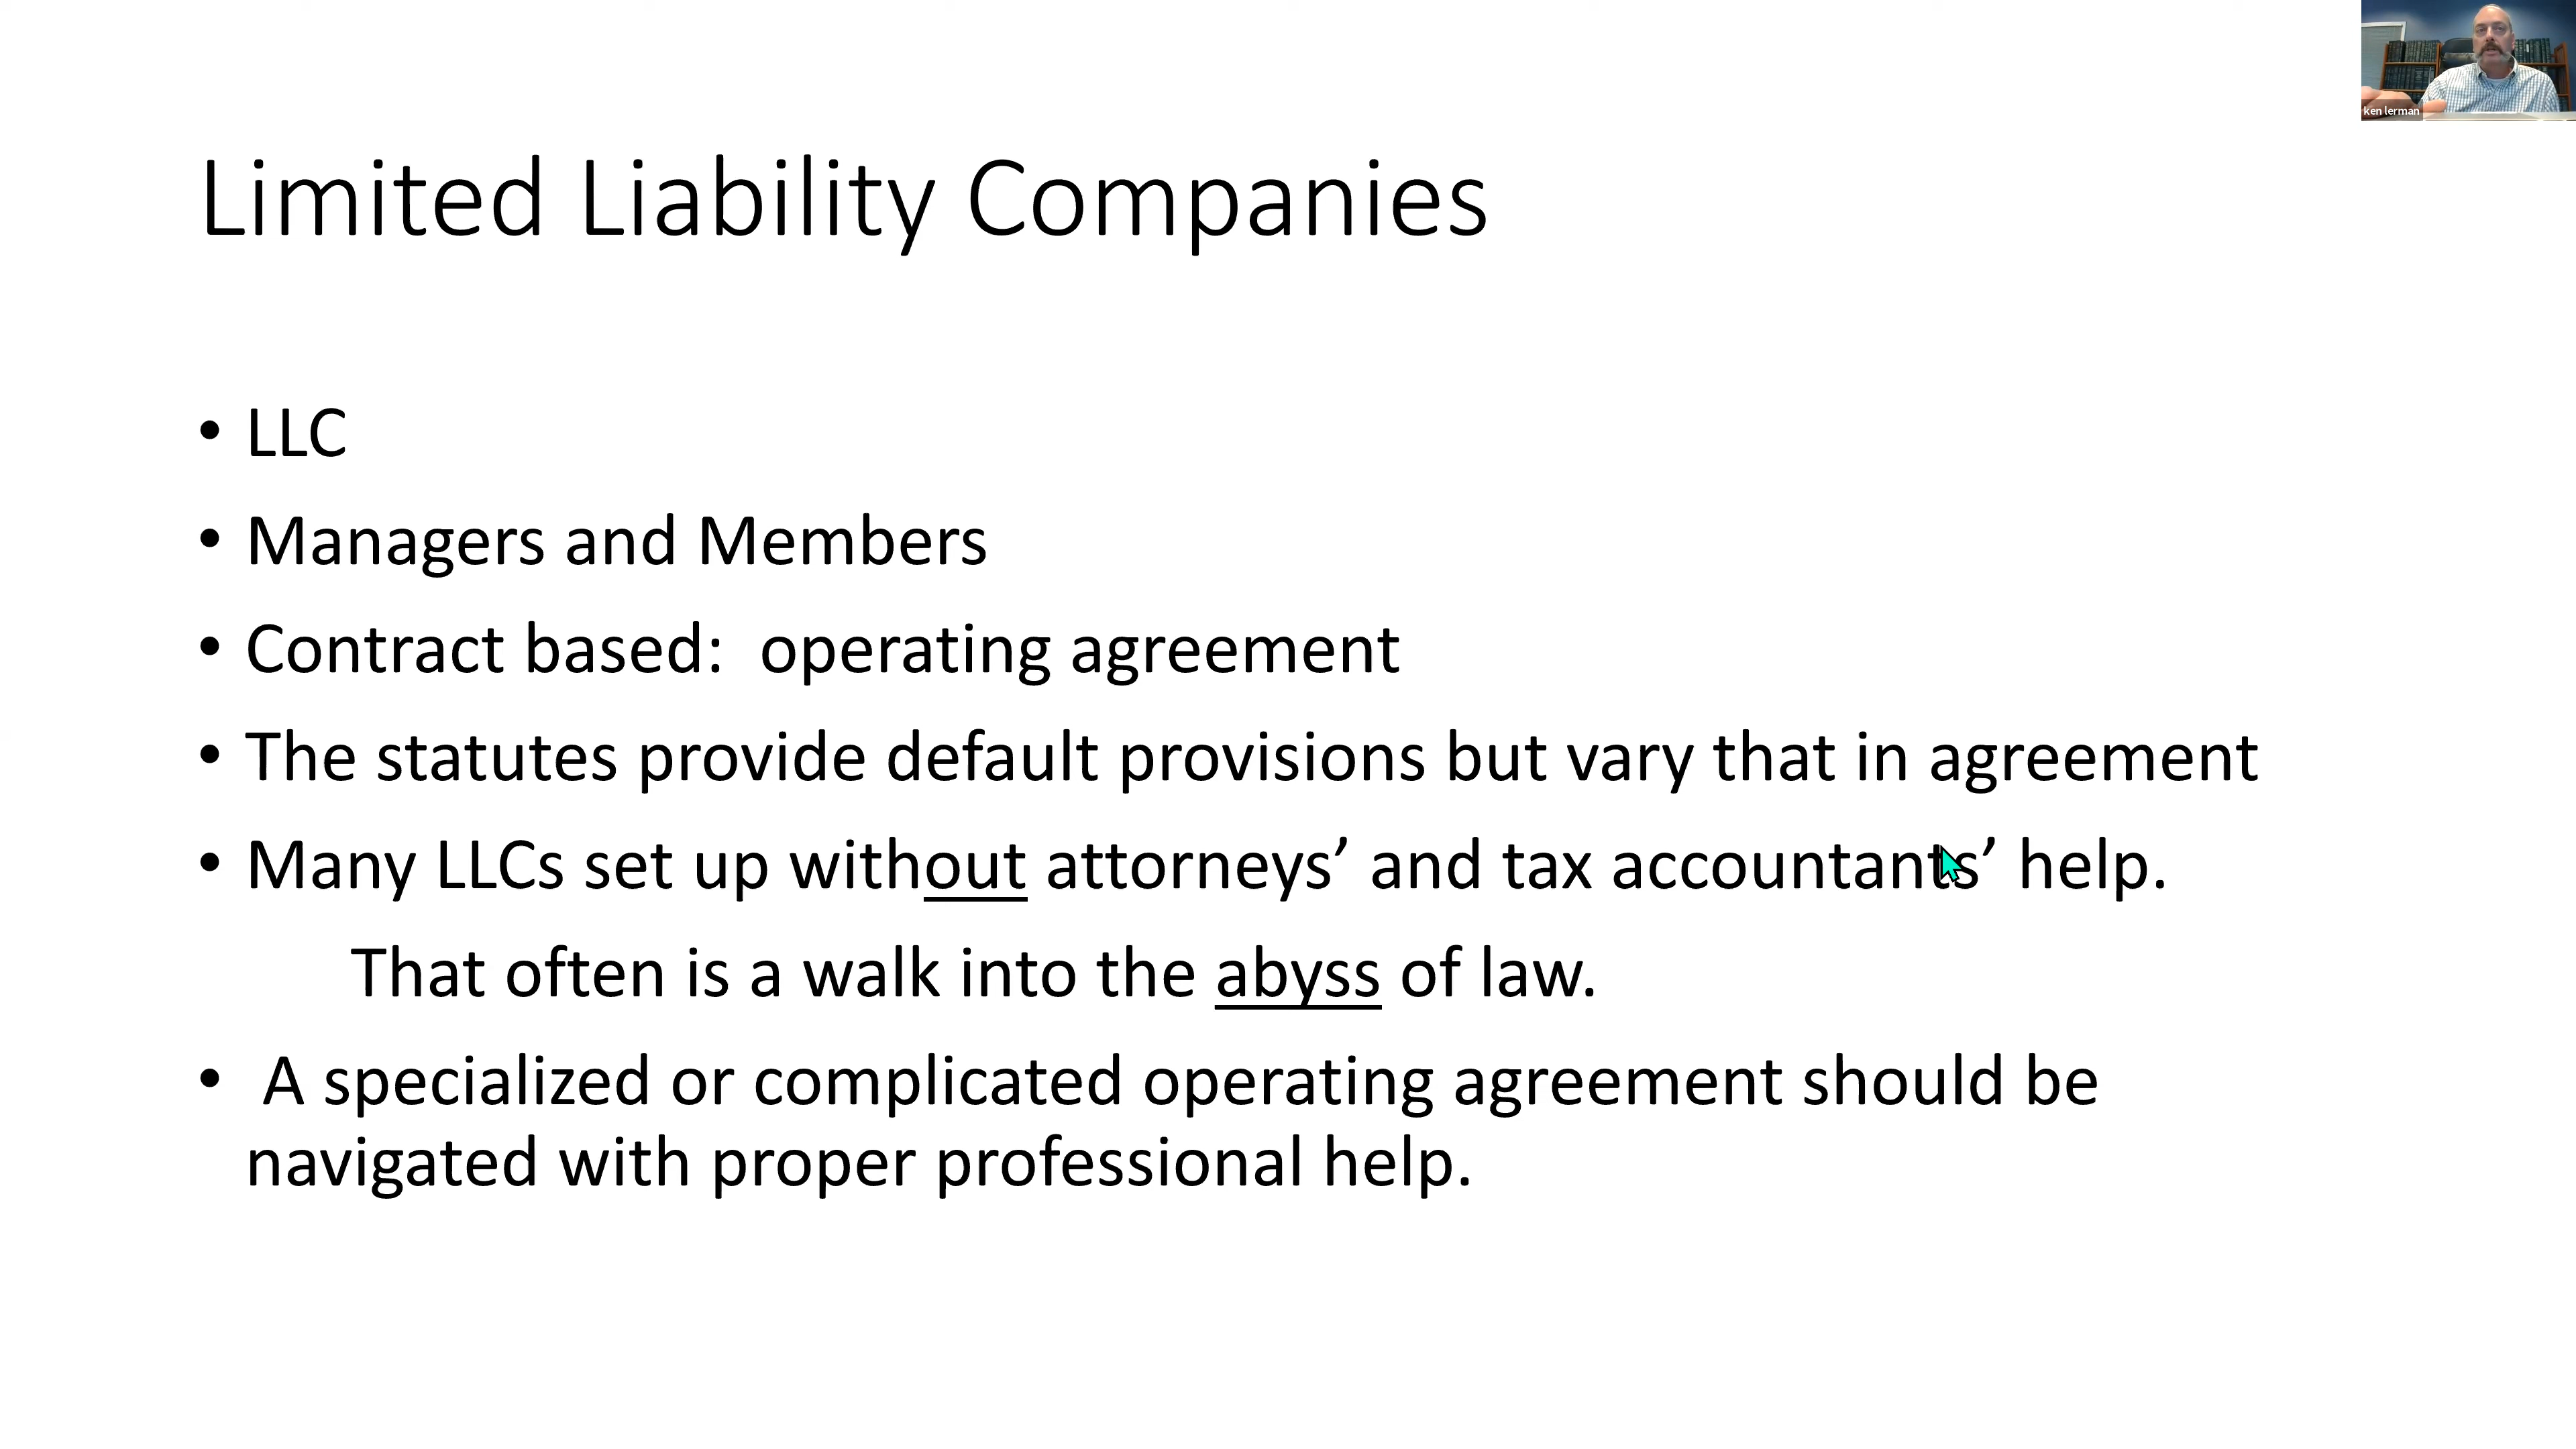 ken lerman
Limited Liability Companies
• LLC
• Managers and Members
• Contract based:  operating agreement
• The statutes provide default provisions but vary that in agreement
• Many LLCs set up without attorneys’ and tax accountants’ help.
That often is a walk into the abyss of law.
• A specialized or complicated operating agreement should be
navigated with proper professional help.